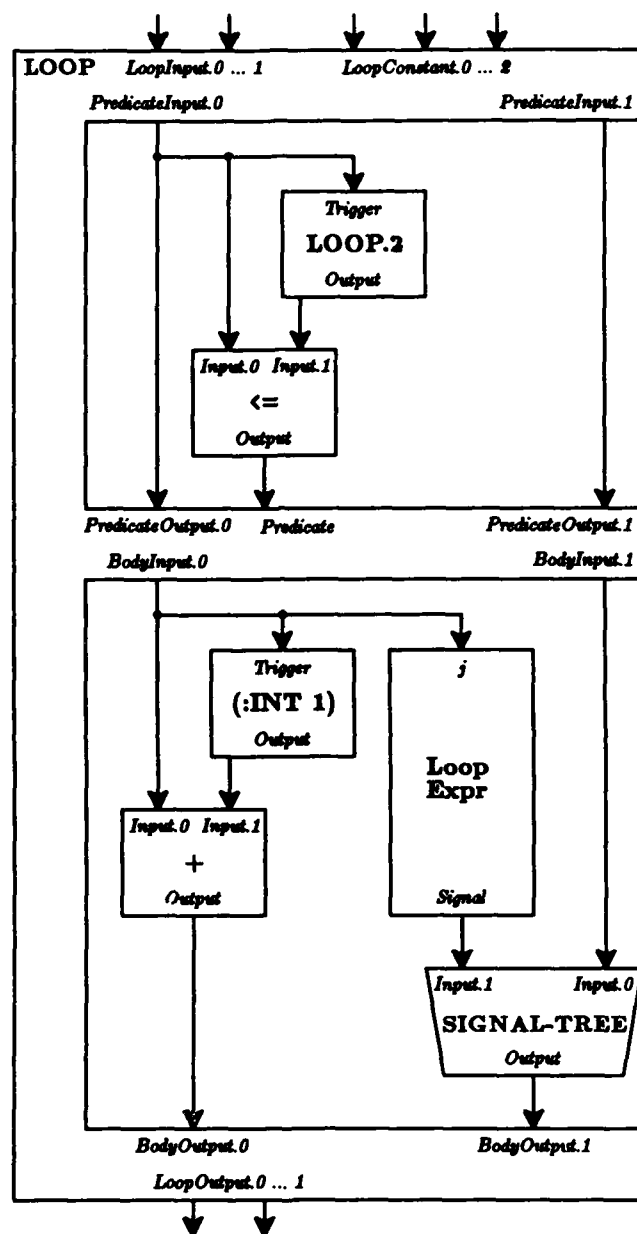 LOOP LoopInput.0 ... 1 LoopConstant.0 ... 2
PredicateInput.0 PredicateInput.1
Trigger
LOOP.2
Output
Input.0 Input.1
<=
Output
PredicateOutput.0 Predicate PredicateOutput.1
BodyInput.0 BodyInput.1
Trigger j
(:INT 1)
Output
Loop
Expr
Input.0 Input.1
+
Output Signal
Input.1 Input.0
SIGNAL-TREE
Output
BodyOutput.0 BodyOutput.1
LoopOutput.0 ... 1